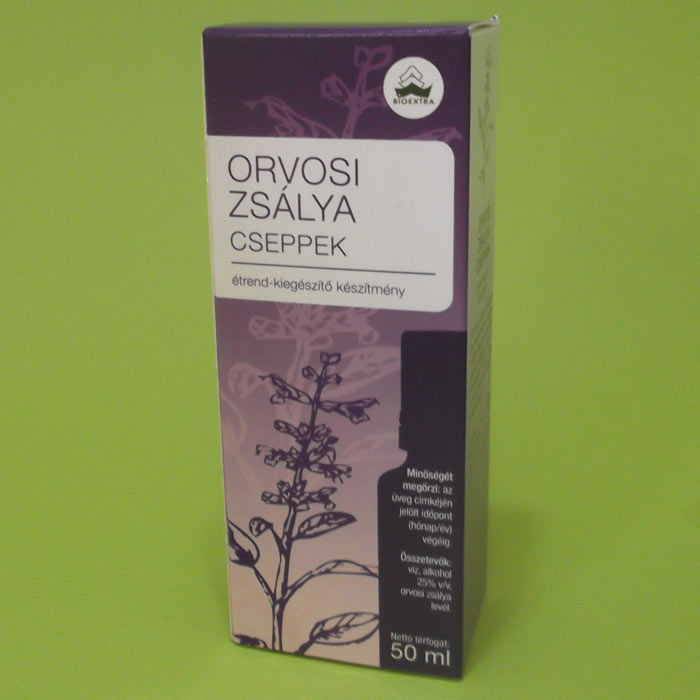 BIOEXTRA
ORVOSI
ZSÁLYA
CSEPPEK
étrend-kiegészítő készítmény
Minőségét
megőrzi: az
üveg címkéjén
jelölt időpont
(hónap/év)
végéig.
Összetevők:
víz, alkohol
25% v/v,
orvosi zsálya
levél.
Nettó térfogat:
50 ml